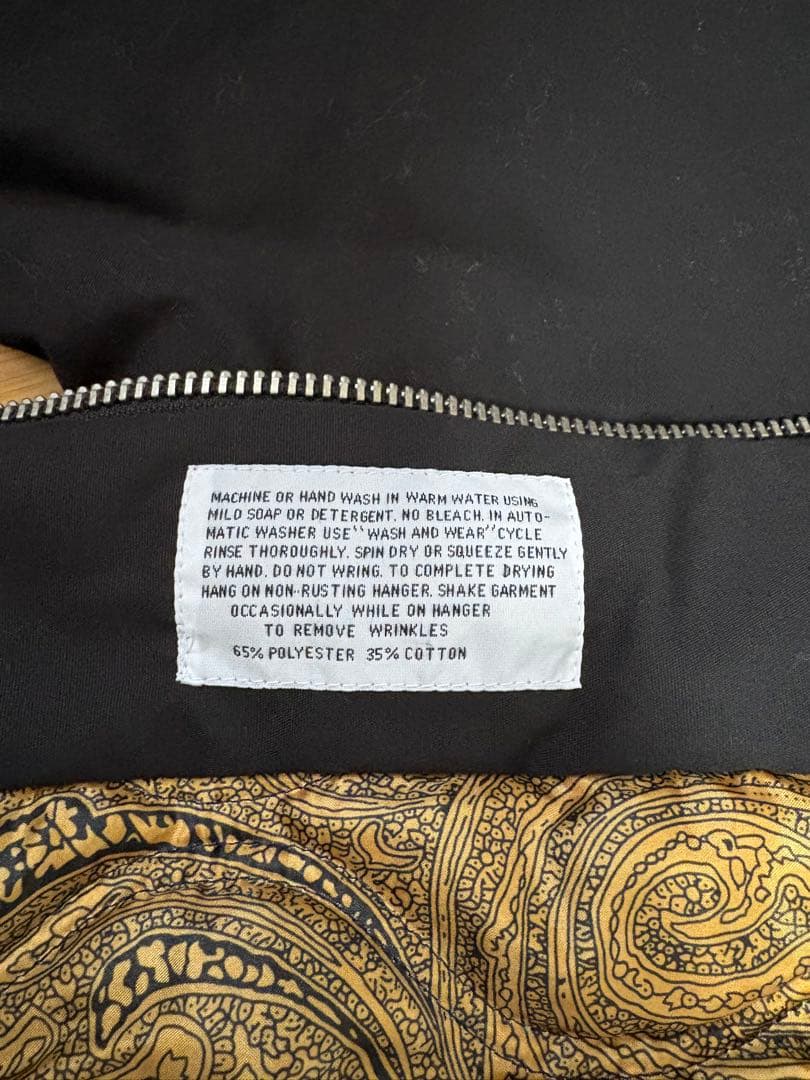 MACHINE OR HAND WASH IN WARM WATER USING
MILD SOAP OR DETERGENT. NO BLEACH. IN AUTO-
MATIC WASHER USE "WASH AND WEAR" CYCLE
RINSE THOROUGHLY. SPIN DRY OR SQUEEZE GENTLY
BY HAND. DO NOT WRING. TO COMPLETE DRYING
HANG ON NON-RUSTING HANGER. SHAKE GARMENT
OCCASIONALLY WHILE ON HANGER
TO REMOVE WRINKLES
65% POLYESTER 35% COTTON